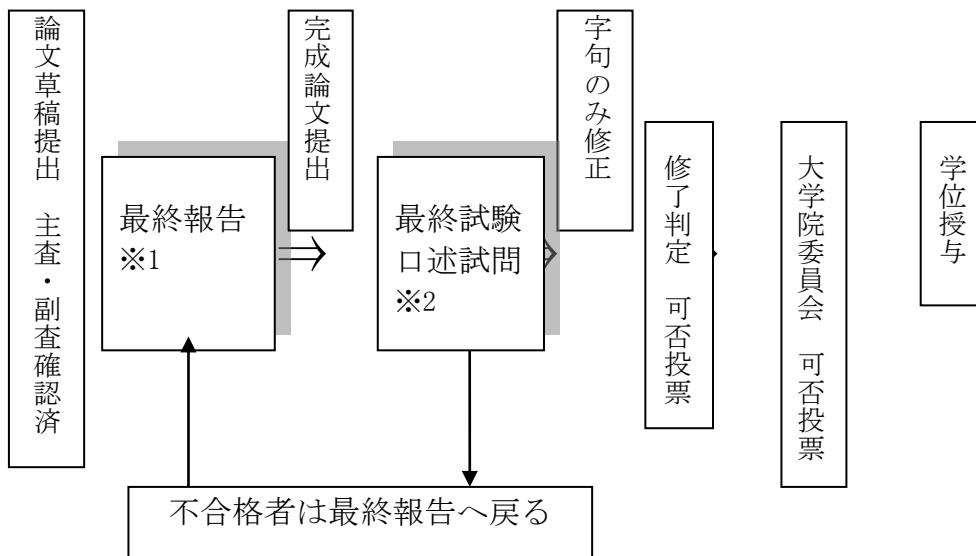 論文草稿提出　主査・副査確認済
最終報告
※1
完成論文提出
最終試験
口述試問
※2
字句のみ修正
修了判定　可否投票
大学院委員会　可否投票
学位授与
不合格者は最終報告へ戻る